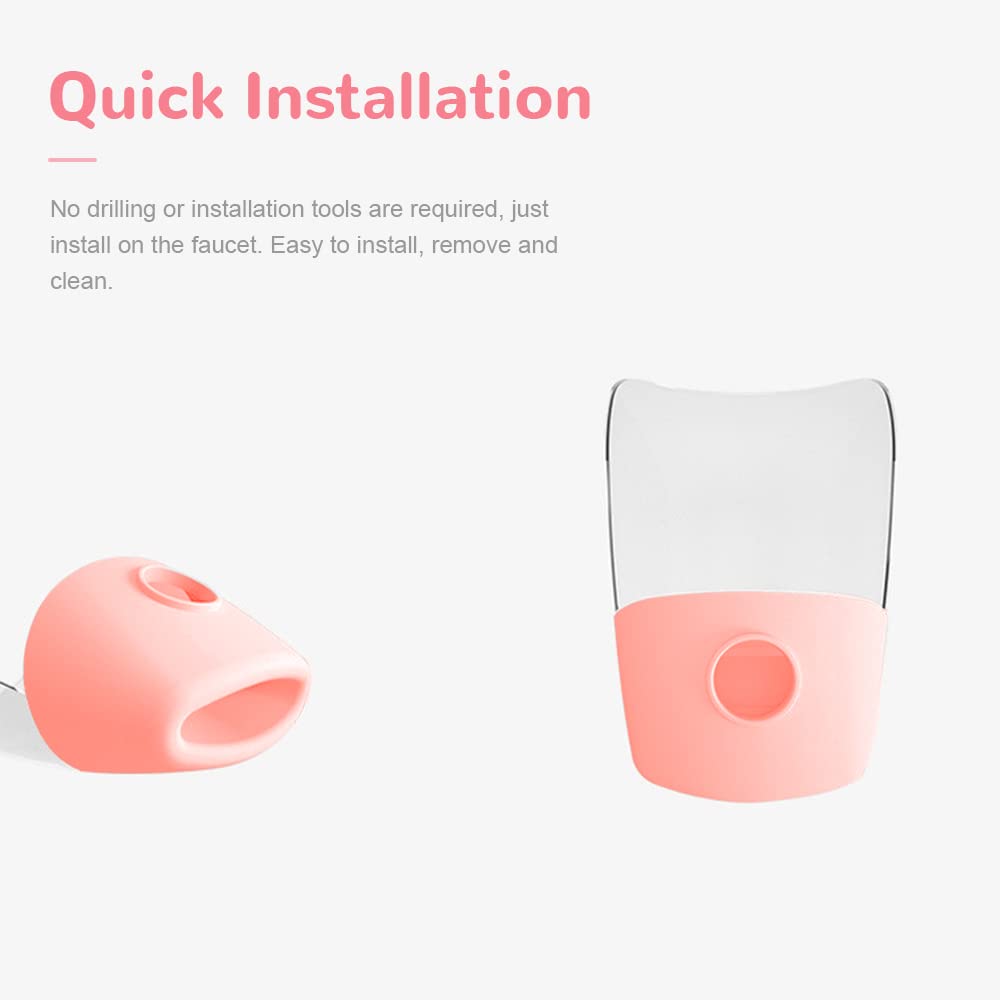 Quick Installation
No drilling or installation tools are required, just
install on the faucet. Easy to install, remove and
clean.